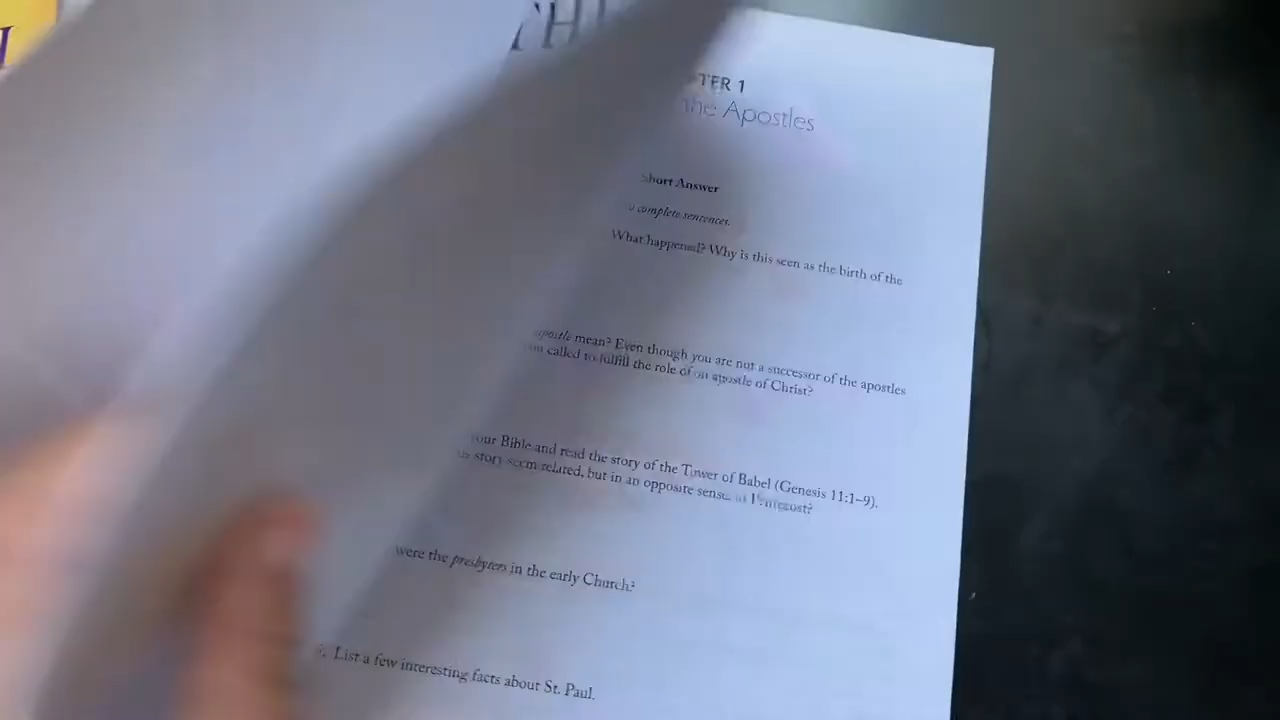 TER 1
the Apostles
Short Answer
complete sentences.
What happened? Why is this seen as the birth of the
apostle mean? Even though you are not a successor of the apostles
called to fulfill the role of an apostle of Christ?
our Bible and read the story of the Tower of Babel (Genesis 11:1–9).
story seem related, but in an opposite sense, to Pentecost?
were the presbyters in the early Church?
List a few interesting facts about St. Paul.